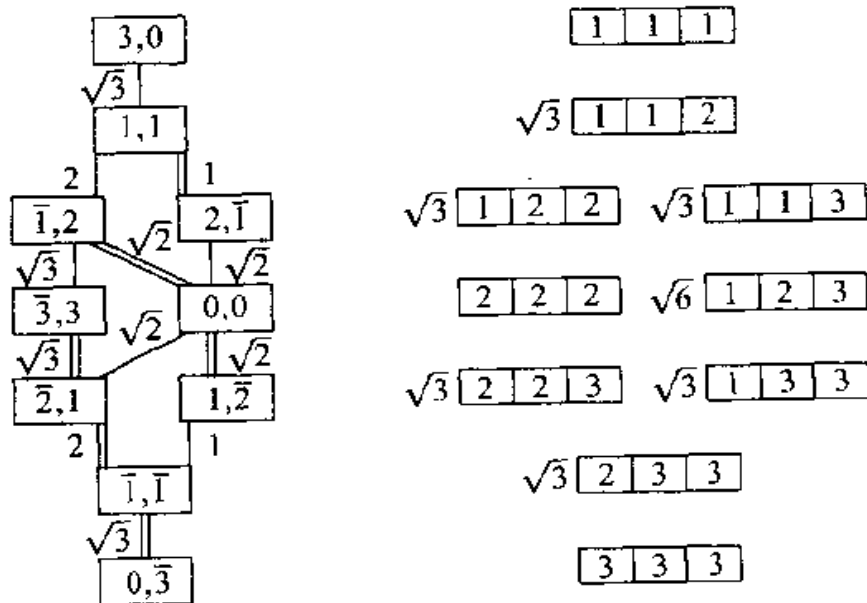 3,0 1 1 1
√3
1,1 √3 1 1 2
2 1
1̄,2 2,1̄ √3 1 2 2 √3 1 1 3
√2
√3 √2
3̄,3 0,0 2 2 2 √6 1 2 3
√2
√3 √2
2̄,1 1,2̄ √3 2 2 3 √3 1 3 3
2 1
1̄,1̄ √3 2 3 3
√3
0,3̄ 3 3 3